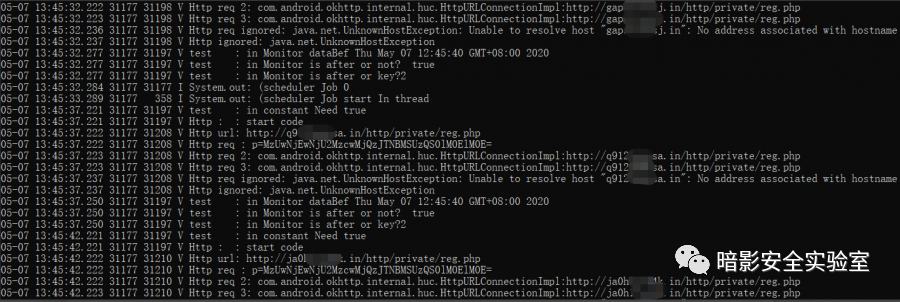 05-07 13:45:32.222 31177 31198 V Http req 2: com.android.okhttp.internal.huc.HttpURLConnectionImpl:http://gap j.in/http/private/reg.php
05-07 13:45:32.223 31177 31198 V Http req 3: com.android.okhttp.internal.huc.HttpURLConnectionImpl:http://gap sj.in/http/private/reg.php
05-07 13:45:32.236 31177 31198 V Http req ignored: java.net.UnknownHostException: Unable to resolve host "gap sj.in": No address associated with hostname
05-07 13:45:32.237 31177 31198 V Http ignored: java.net.UnknownHostException
05-07 13:45:32.277 31177 31197 V test : in Monitor dataBef Thu May 07 12:45:40 GMT+08:00 2020
05-07 13:45:32.277 31177 31197 V test : in Monitor is after or not? true
05-07 13:45:32.277 31177 31197 V test : in Monitor is after or key?2
05-07 13:45:32.284 31177 31177 I System.out: (scheduler Job 0
05-07 13:45:33.289 31177 358 I System.out: (scheduler Job start In thread
05-07 13:45:37.221 31177 31197 V test : in constant Need true
05-07 13:45:37.221 31177 31197 V Http : : start code
05-07 13:45:37.222 31177 31208 V Http url: http://q9 sa.in/http/private/reg.php
05-07 13:45:37.222 31177 31208 V Http req : p=MzUwNjEwNjU2MzcwMjQzJTNBMSUzQSOlMOElMOE=
05-07 13:45:37.223 31177 31208 V Http req 2: com.android.okhttp.internal.huc.HttpURLConnectionImpl:http://q912 sa.in/http/private/reg.php
05-07 13:45:37.223 31177 31208 V Http req 3: com.android.okhttp.internal.huc.HttpURLConnectionImpl:http://q912 sa.in/http/private/reg.php
05-07 13:45:37.237 31177 31208 V Http req ignored: java.net.UnknownHostException: Unable to resolve host "q912 sa.in": No address associated with hostname
05-07 13:45:37.237 31177 31208 V Http ignored: java.net.UnknownHostException
05-07 13:45:37.250 31177 31197 V test : in Monitor dataBef Thu May 07 12:45:40 GMT+08:00 2020
05-07 13:45:37.250 31177 31197 V test : in Monitor is after or not? true
05-07 13:45:37.250 31177 31197 V test : in Monitor is after or key?2
05-07 13:45:42.221 31177 31197 V test : in constant Need true
05-07 13:45:42.221 31177 31197 V Http : : start code
05-07 13:45:42.222 31177 31210 V Http url: http://ja0h k.in/http/private/reg.php
05-07 13:45:42.222 31177 31210 V Http req : p=MzUwNjEwNjU2MzcwMjQzJTNBMSUzQSOlMOElMOE=
05-07 13:45:42.222 31177 31210 V Http req 2: com.android.okhttp.internal.huc.HttpURLConnectionImpl:http://ja0h k.in/http/private/reg.php
05-07 13:45:42.223 31177 31210 V Http req 3: com.android.okhttp.internal.huc.HttpURLConnectionImpl:http://ja0h .in/http/private/reg.php
暗影安全实验室